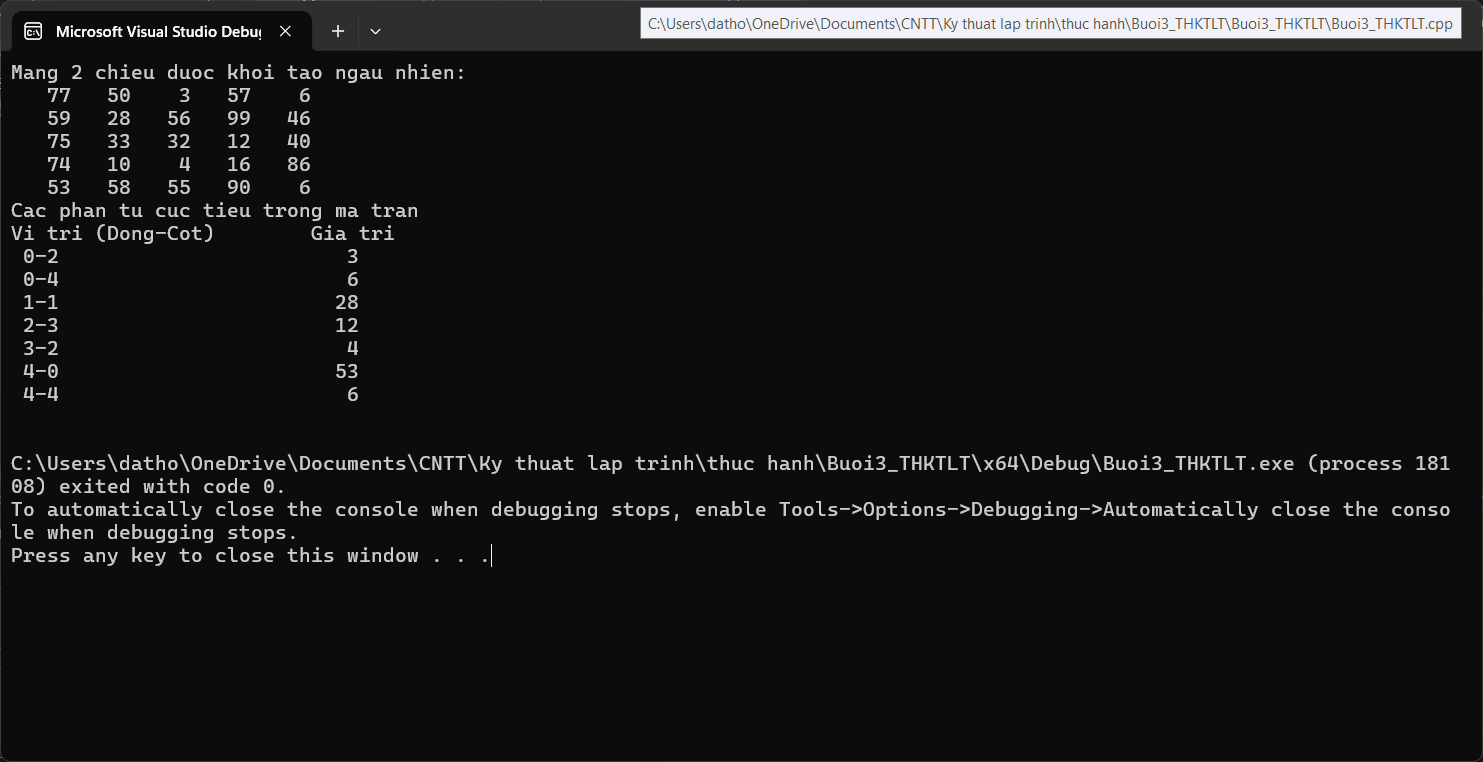 Microsoft Visual Studio Debu
C:\Users\datho\OneDrive\Documents\CNTT\Ky thuat lap trinh\thuc hanh\Buoi3_THKTLT\Buoi3_THKTLT\Buoi3_THKTLT.cpp
Mang 2 chieu duoc khoi tao ngau nhien:
77 50 3 57 6
59 28 56 99 46
75 33 32 12 40
74 10 4 16 86
53 58 55 90 6
Cac phan tu cuc tieu trong ma tran
Vi tri (Dong-Cot) Gia tri
0-2 3
0-4 6
1-1 28
2-3 12
3-2 4
4-0 53
4-4 6
C:\Users\datho\OneDrive\Documents\CNTT\Ky thuat lap trinh\thuc hanh\Buoi3_THKTLT\x64\Debug\Buoi3_THKTLT.exe (process 181
08) exited with code 0.
To automatically close the console when debugging stops, enable Tools->Options->Debugging->Automatically close the conso
le when debugging stops.
Press any key to close this window . . .